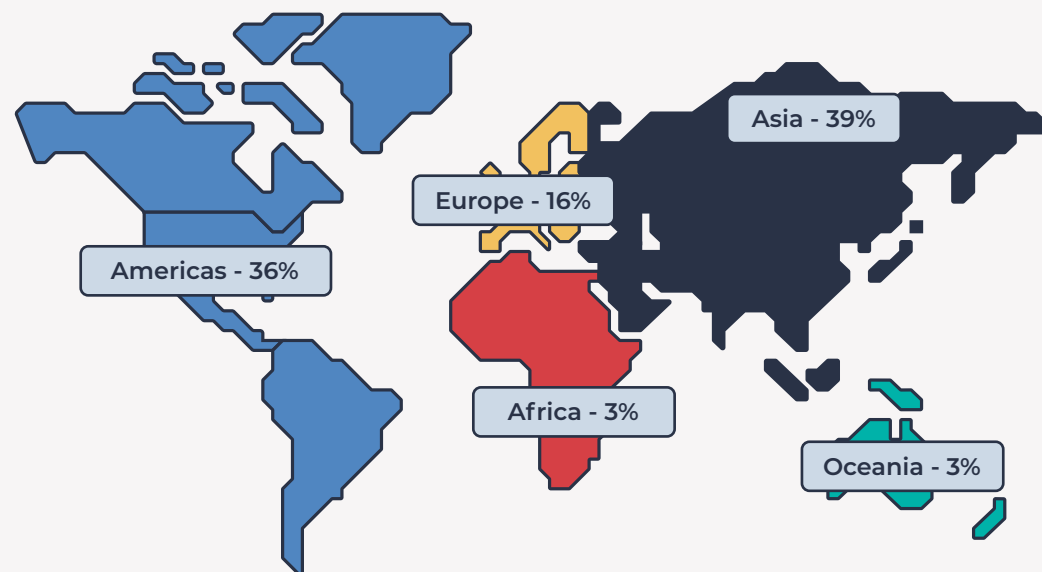 Asia - 39%
Europe - 16%
Americas - 36%
Africa - 3%
Oceania - 3%